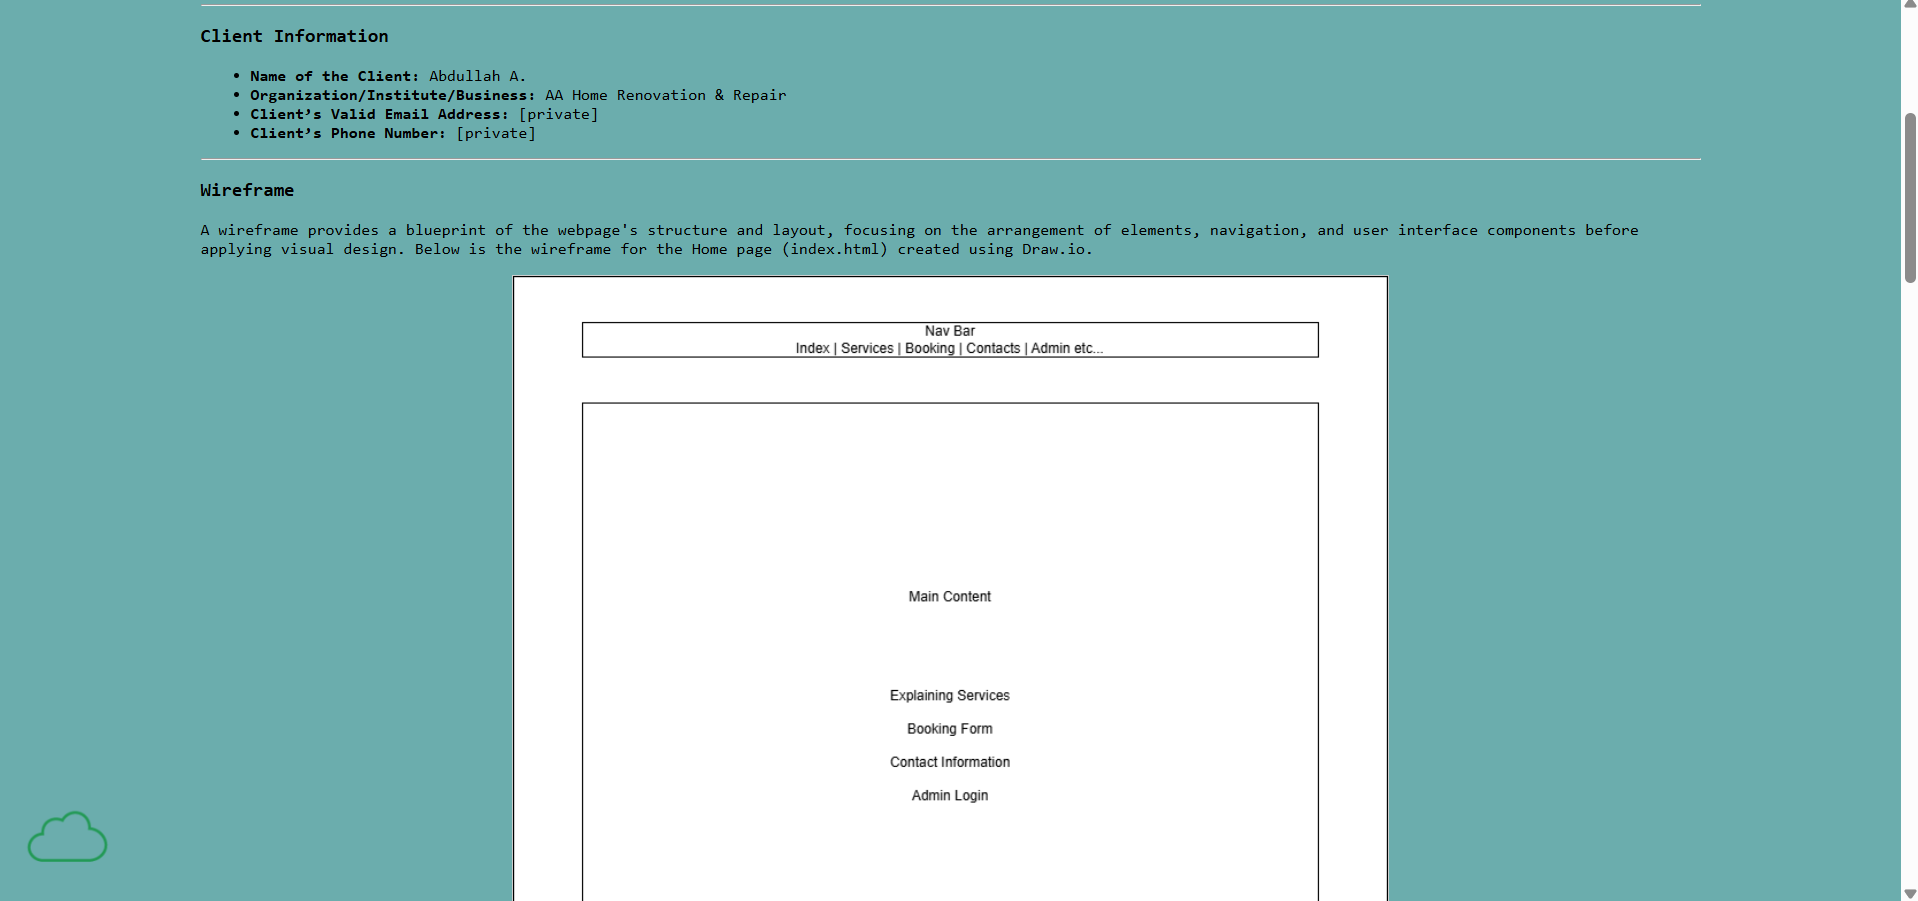 Client Information
• Name of the Client: Abdullah A.
• Organization/Institute/Business: AA Home Renovation & Repair
• Client’s Valid Email Address: [private]
• Client’s Phone Number: [private]
Wireframe
A wireframe provides a blueprint of the webpage's structure and layout, focusing on the arrangement of elements, navigation, and user interface components before
applying visual design. Below is the wireframe for the Home page (index.html) created using Draw.io.
Nav Bar
Index | Services | Booking | Contacts | Admin etc...
Main Content
Explaining Services
Booking Form
Contact Information
Admin Login